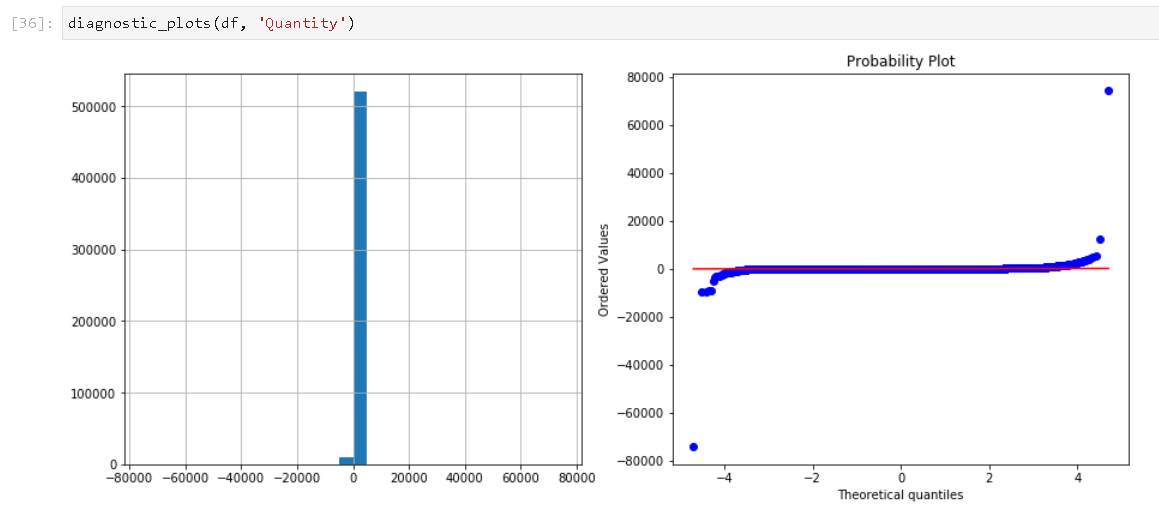 [36]: diagnostic_plots(df, 'Quantity')
Probability Plot
500000
400000
300000
200000
100000
0
−80000 −60000 −40000 −20000 0 20000 40000 60000 80000
Ordered Values
80000
60000
40000
20000
0
−20000
−40000
−60000
−80000
−4 −2 0 2 4
Theoretical quantiles